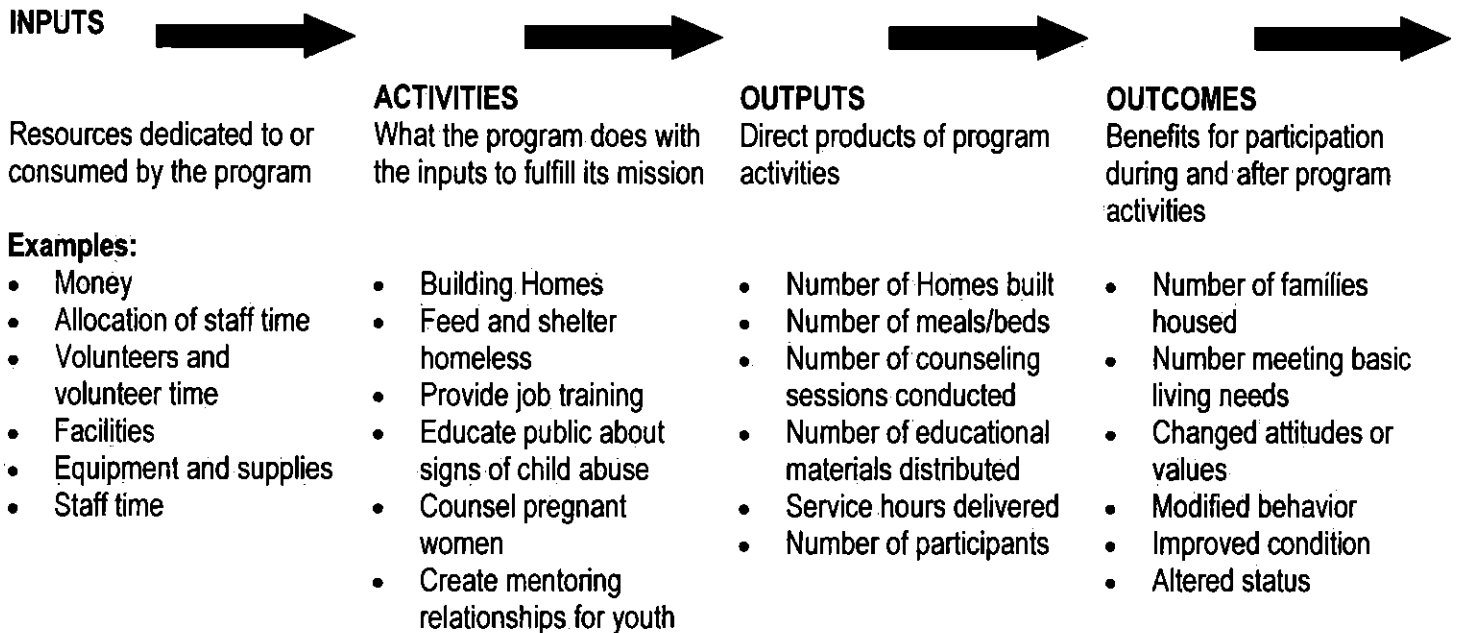 INPUTS
Resources dedicated to or
consumed by the program
Examples:
• Money
• Allocation of staff time
• Volunteers and
volunteer time
• Facilities
• Equipment and supplies
• Staff time
ACTIVITIES
What the program does with
the inputs to fulfill its mission
• Building Homes
• Feed and shelter
homeless
• Provide job training
• Educate public about
signs of child abuse
• Counsel pregnant
women
• Create mentoring
relationships for youth
OUTPUTS
Direct products of program
activities
• Number of Homes built
• Number of meals/beds
• Number of counseling
sessions conducted
• Number of educational
materials distributed
• Service hours delivered
• Number of participants
OUTCOMES
Benefits for participation
during and after program
activities
• Number of families
housed
• Number meeting basic
living needs
• Changed attitudes or
values
• Modified behavior
• Improved condition
• Altered status